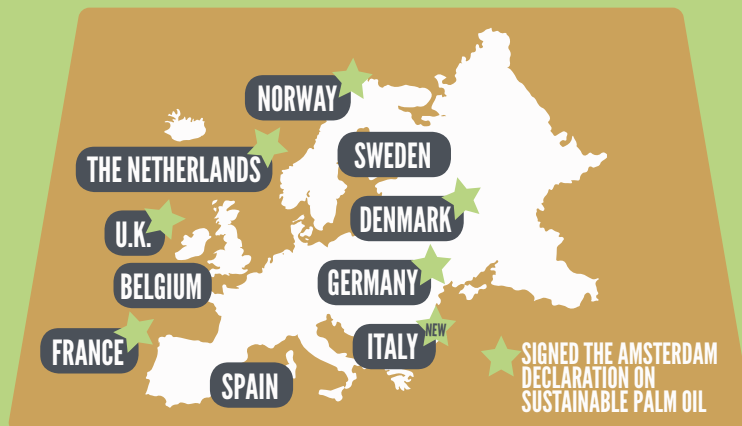 NORWAY
SWEDEN
THE NETHERLANDS
DENMARK
U.K.
BELGIUM
GERMANY
NEW
ITALY
FRANCE
SPAIN
SIGNED THE AMSTERDAM
DECLARATION ON
SUSTAINABLE PALM OIL